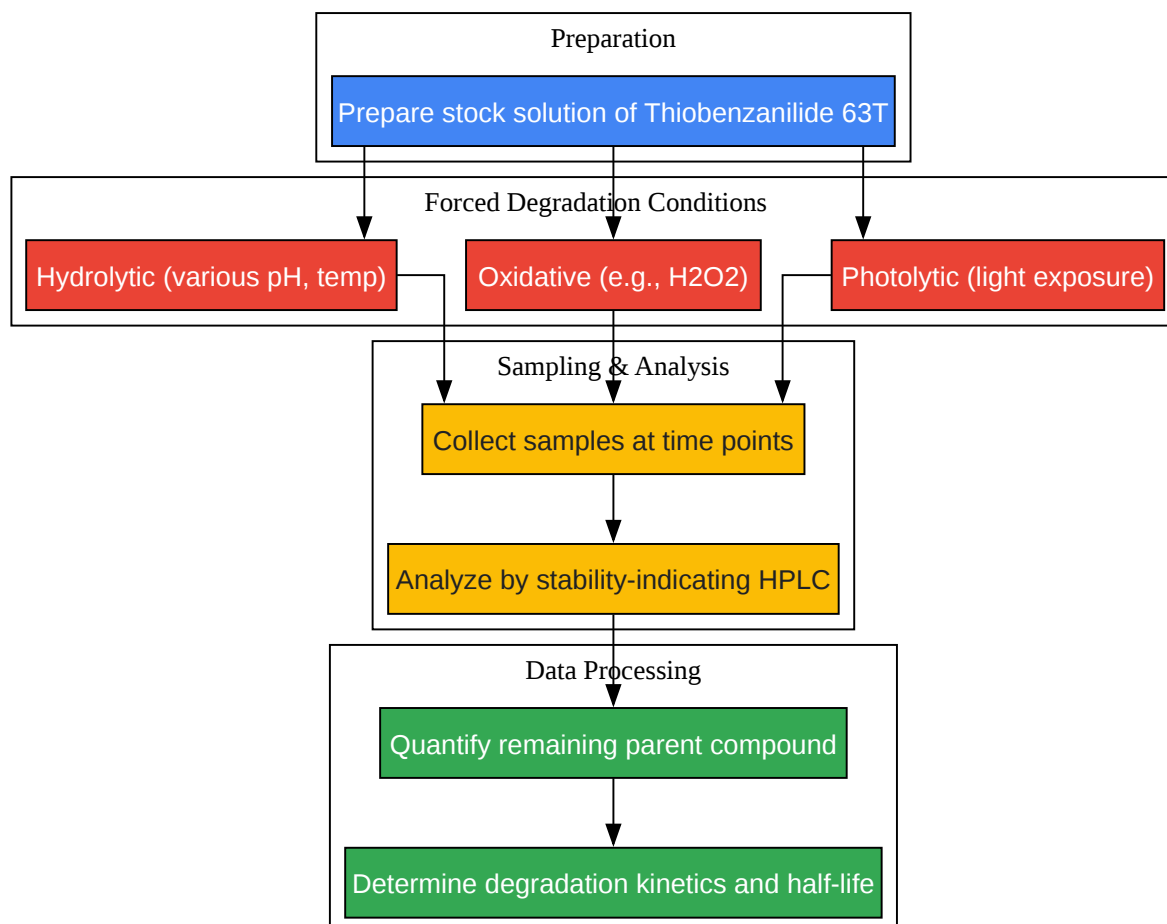 Preparation
Prepare stock solution of Thiobenzanilide 63T
Forced Degradation Conditions
Hydrolytic (various pH, temp)
Oxidative (e.g., H2O2)
Photolytic (light exposure)
Sampling & Analysis
Collect samples at time points
Analyze by stability-indicating HPLC
Data Processing
Quantify remaining parent compound
Determine degradation kinetics and half-life